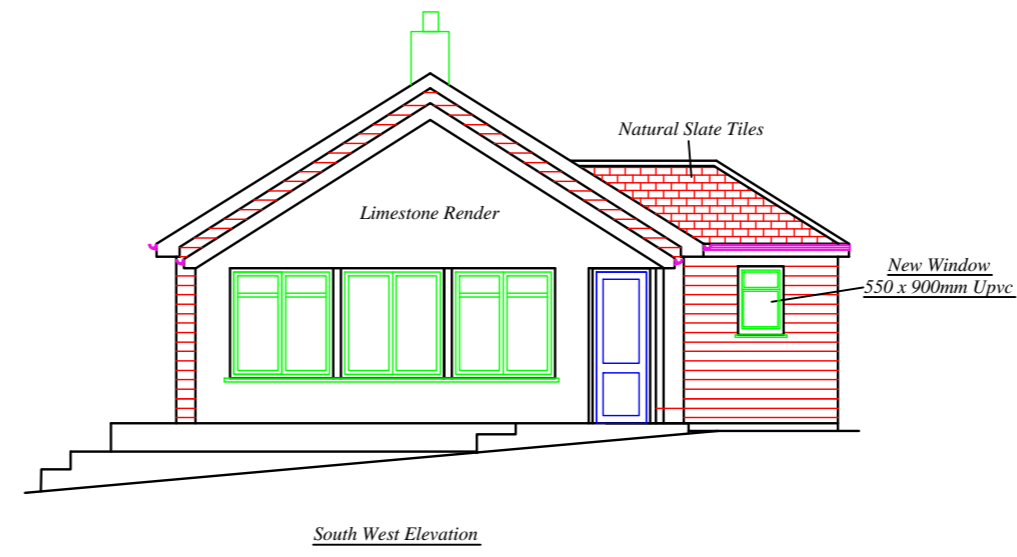 Natural Slate Tiles
Limestone Render
New Window
550 x 900mm Upvc
South West Elevation